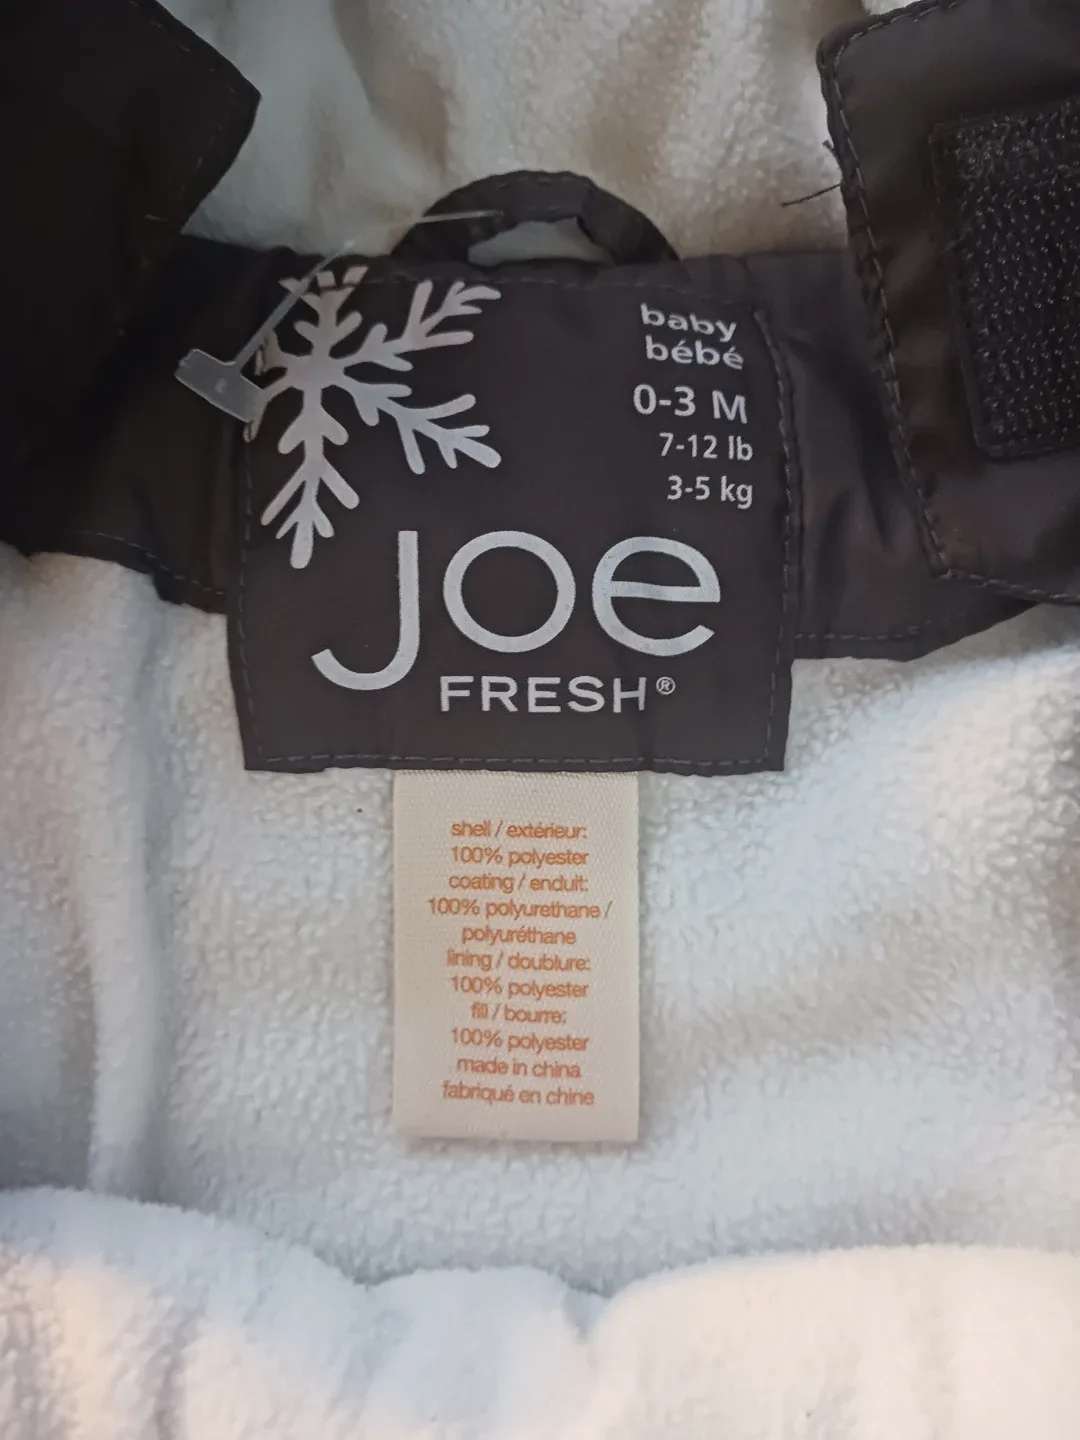 baby
bébé
0-3 M
7-12 lb
3-5 kg
Joe
FRESH®
shell / extérieur:
100% polyester
coating / enduit:
100% polyurethane /
polyuréthane
lining / doublure:
100% polyester
fill / bourre:
100% polyester
made in china
fabriqué en chine